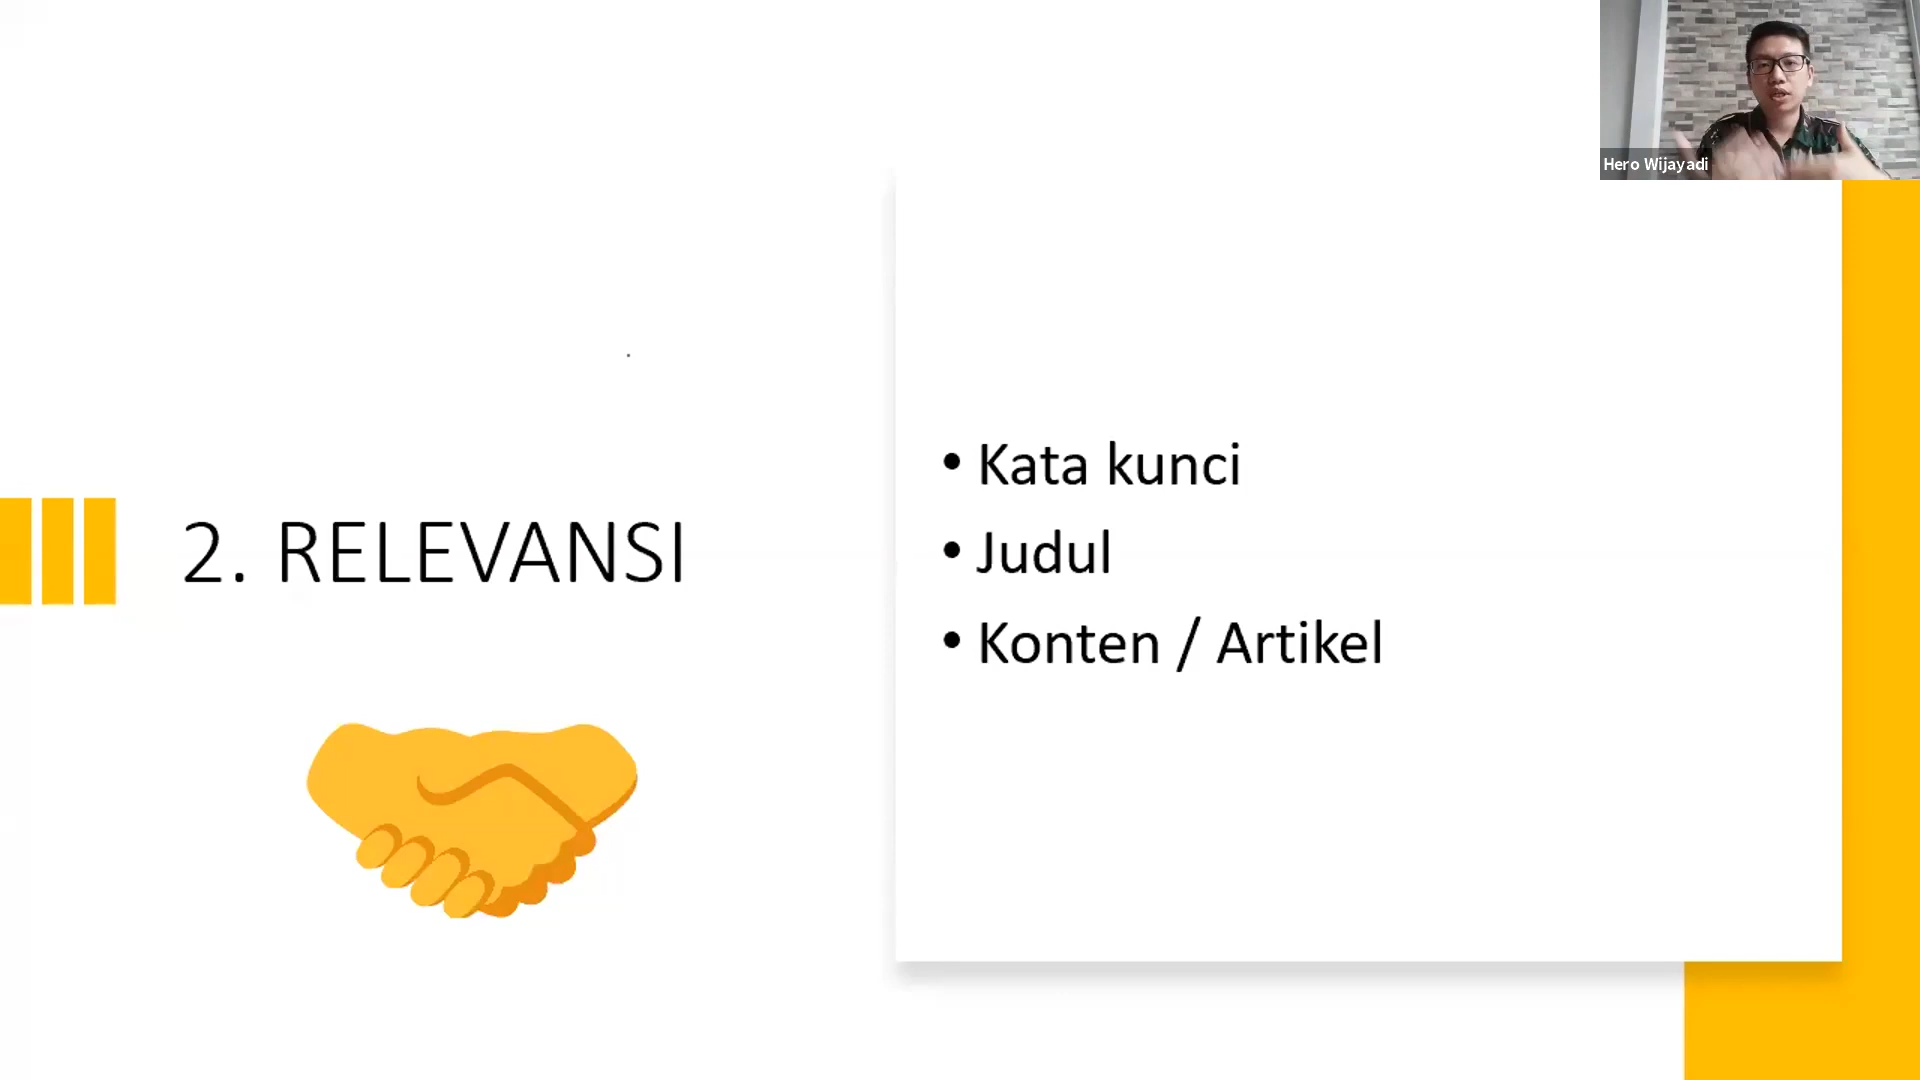 Hero Wijayadi
2. RELEVANSI
• Kata kunci
• Judul
• Konten / Artikel